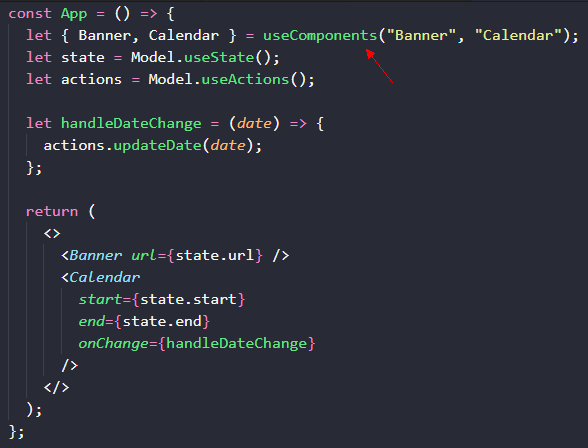 const App = () => {
  let { Banner, Calendar } = useComponents("Banner", "Calendar");
  let state = Model.useState();
  let actions = Model.useActions();

  let handleDateChange = (date) => {
    actions.updateDate(date);
  };

  return (
    <>
      <Banner url={state.url} />
      <Calendar
        start={state.start}
        end={state.end}
        onChange={handleDateChange}
      />
    </>
  );
};